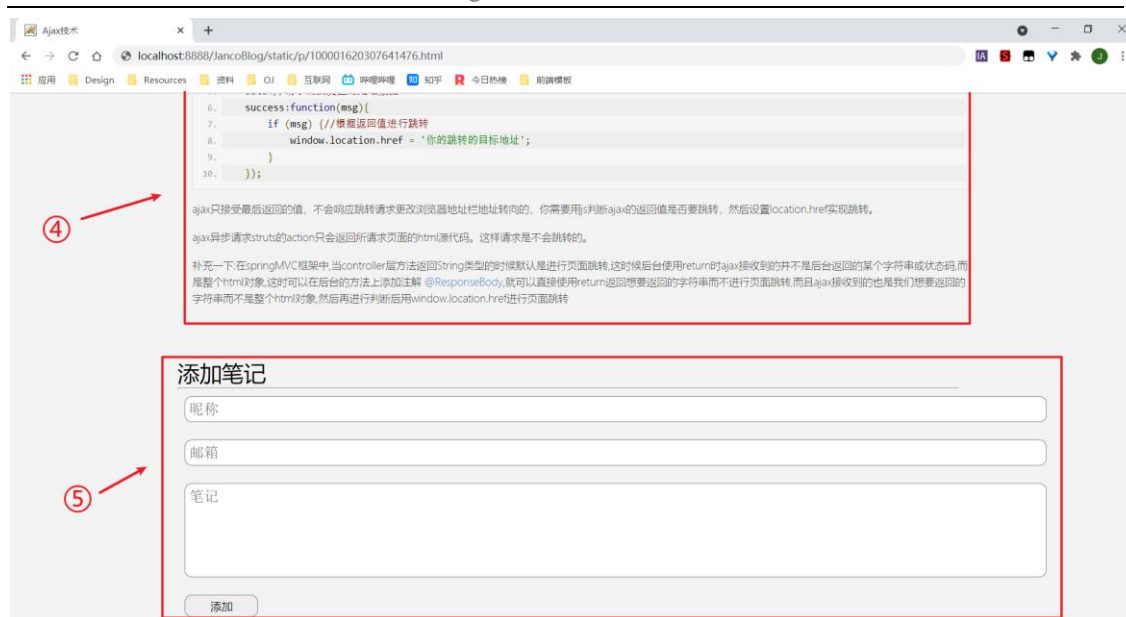 Ajax技术
localhost:8888/JancoBlog/static/p/100001620307641476.html
应用 Design Resources 资料 OJ 互联网 哔哩哔哩 知乎 今日热榜 前端模板
6. success:function(msg){
7. if (msg) {//根据返回值进行跳转
8. window.location.href = '你的跳转的目标地址';
9. }
10. });
ajax只接受最后返回的值，不会响应跳转请求更改浏览器地址栏地址转向的，你需要用js判断ajax的返回值是否要跳转，然后设置location.href实现跳转。
ajax异步请求struts的action只会返回所请求页面的html源代码。这样请求是不会跳转的。
补充一下:在springMVC框架中,当controller层方法返回String类型的时候默认是进行页面跳转,这时候后台使用return时ajax接收到的并不是后台返回的某个字符串或状态码,而
是整个html对象,这时可以在后台的方法上添加注解 @ResponseBody,就可以直接使用return返回想要返回的字符串而不进行页面跳转,而且ajax接收到的也是我们想要返回的
字符串而不是整个html对象,然后再进行判断后用window.location.href进行页面跳转
④
添加笔记
昵称
邮箱
⑤
笔记
添加